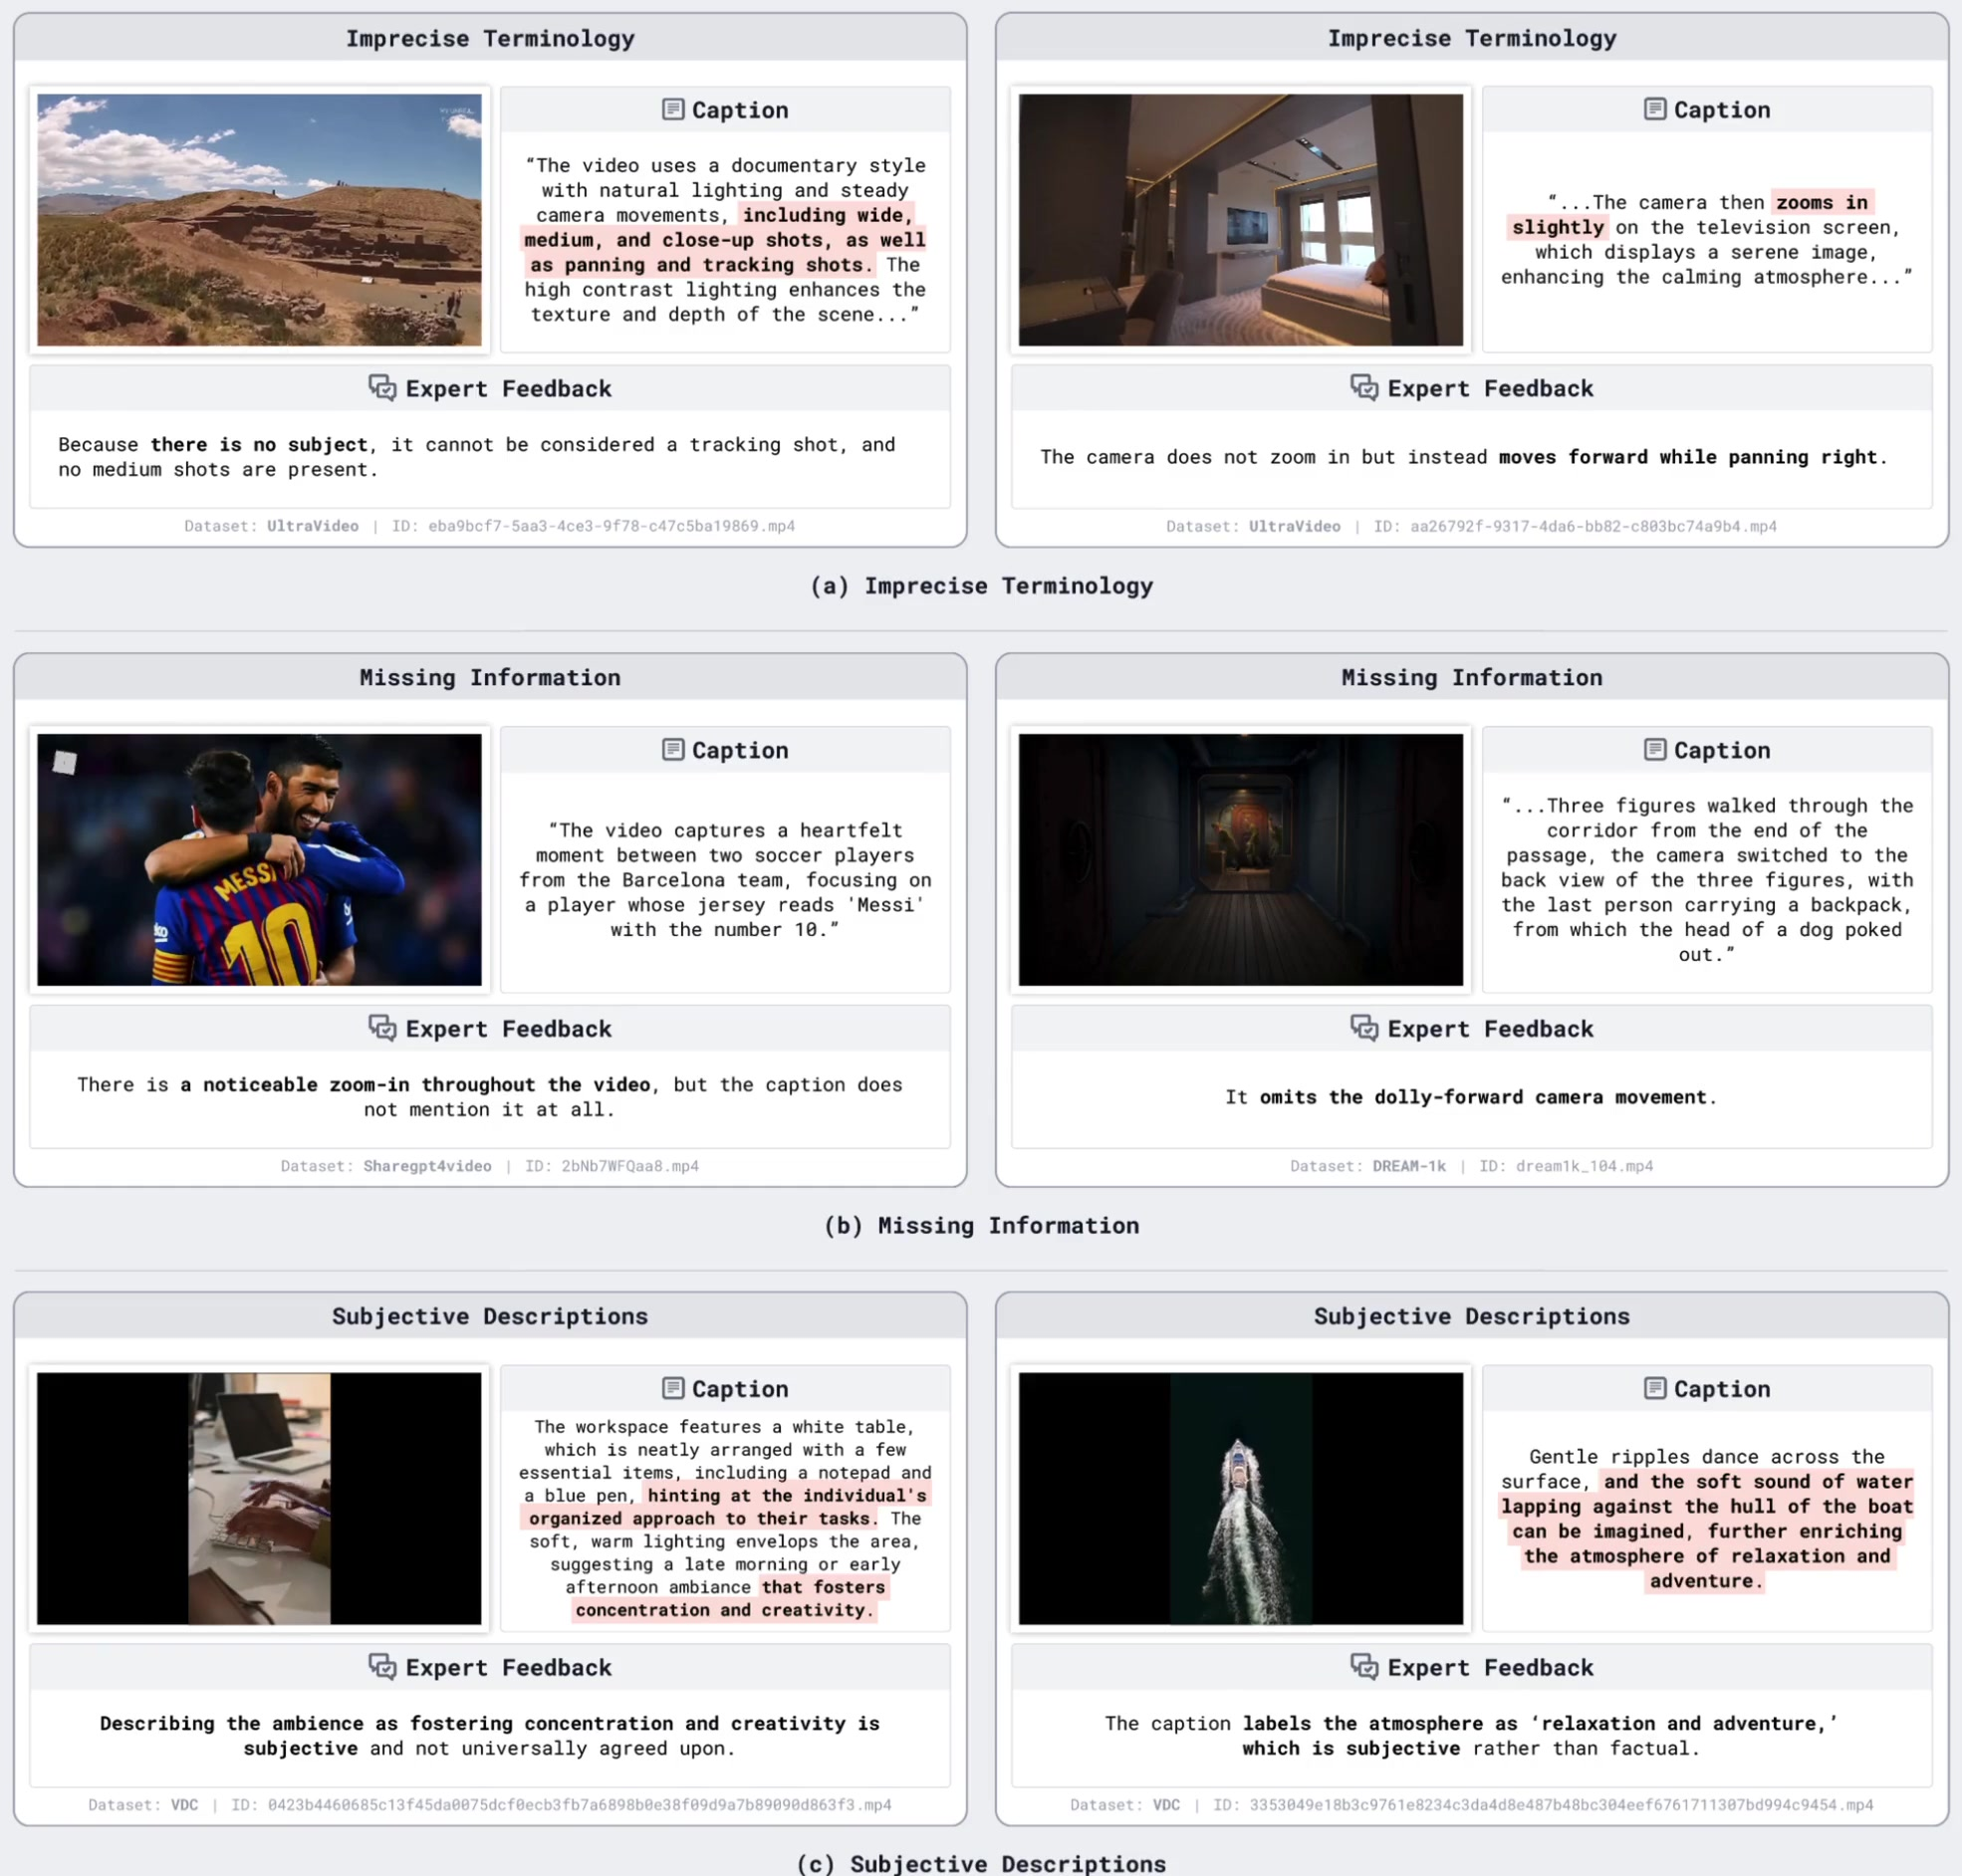 Imprecise Terminology
Caption
“The video uses a documentary style
with natural lighting and steady
camera movements, including wide,
medium, and close-up shots, as well
as panning and tracking shots. The
high contrast lighting enhances the
texture and depth of the scene...”
Expert Feedback
Because there is no subject, it cannot be considered a tracking shot, and
no medium shots are present.
Dataset: UltraVideo | ID: eba9bcf7-5aa3-4ce3-9f78-c47c5ba19869.mp4
Imprecise Terminology
Caption
“...The camera then zooms in
slightly on the television screen,
which displays a serene image,
enhancing the calming atmosphere...”
Expert Feedback
The camera does not zoom in but instead moves forward while panning right.
Dataset: UltraVideo | ID: aa26792f-9317-4da6-bb82-c803bc74a9b4.mp4
(a) Imprecise Terminology
Missing Information
MESSI
10
Caption
“The video captures a heartfelt
moment between two soccer players
from the Barcelona team, focusing on
a player whose jersey reads 'Messi'
with the number 10.”
Expert Feedback
There is a noticeable zoom-in throughout the video, but the caption does
not mention it at all.
Dataset: Sharegpt4video | ID: 2bNb7WFQaa8.mp4
Missing Information
Caption
“...Three figures walked through the
corridor from the end of the
passage, the camera switched to the
back view of the three figures, with
the last person carrying a backpack,
from which the head of a dog poked
out.”
Expert Feedback
It omits the dolly-forward camera movement.
Dataset: DREAM-1k | ID: dream1k_104.mp4
(b) Missing Information
Subjective Descriptions
Caption
The workspace features a white table,
which is neatly arranged with a few
essential items, including a notepad and
a blue pen, hinting at the individual's
organized approach to their tasks. The
soft, warm lighting envelops the area,
suggesting a late morning or early
afternoon ambiance that fosters
concentration and creativity.
Expert Feedback
Describing the ambience as fostering concentration and creativity is
subjective and not universally agreed upon.
Dataset: VDC | ID: 0423b4460685c13f45da0075dcf0ecb3fb7a6898b0e38f09d9a7b89090d863f3.mp4
Subjective Descriptions
Caption
Gentle ripples dance across the
surface, and the soft sound of water
lapping against the hull of the boat
can be imagined, further enriching
the atmosphere of relaxation and
adventure.
Expert Feedback
The caption labels the atmosphere as ‘relaxation and adventure,’
which is subjective rather than factual.
Dataset: VDC | ID: 3353049e18b3c9761e8234c3da4d8e487b48bc304eef6761711307bd994c9454.mp4
(c) Subjective Descriptions